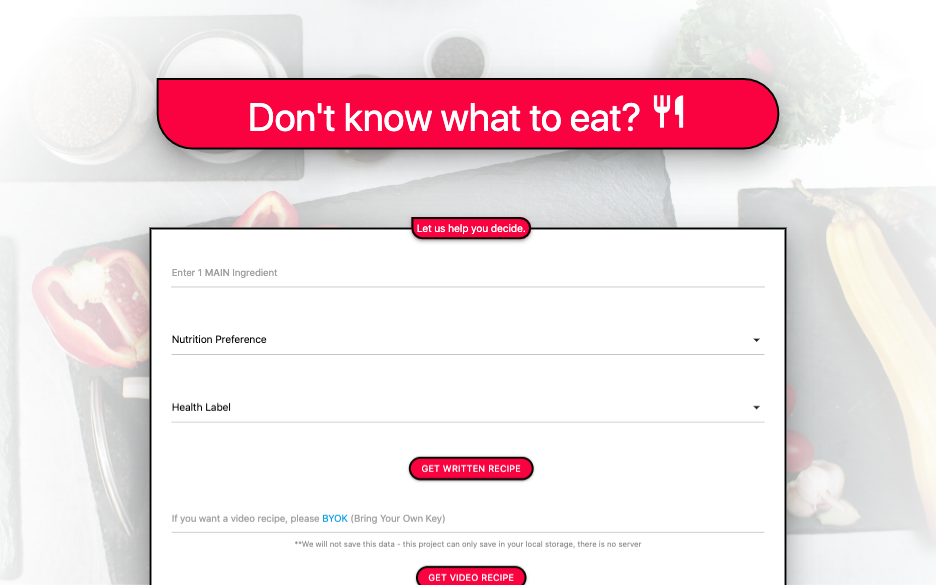 Don't know what to eat?
Let us help you decide.
Enter 1 MAIN Ingredient
Nutrition Preference
Health Label
GET WRITTEN RECIPE
If you want a video recipe, please BYOK (Bring Your Own Key)
**We will not save this data - this project can only save in your local storage, there is no server
GET VIDEO RECIPE